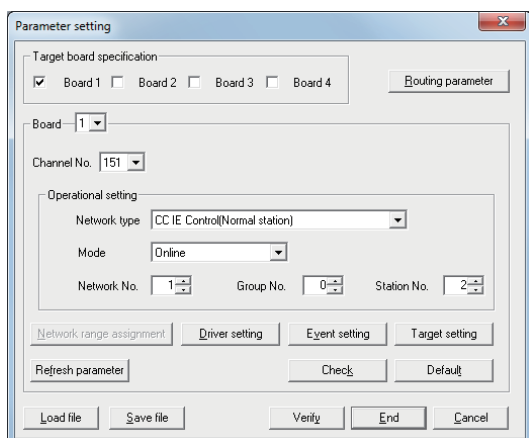 Parameter setting
Target board specification
Board 1 Board 2 Board 3 Board 4
Routing parameter
Board 1
Channel No. 151
Operational setting
Network type CC IE Control(Normal station)
Mode Online
Network No. 1 Group No. 0 Station No. 2
Network range assignment Driver setting Event setting Target setting
Refresh parameter Check Default
Load file Save file Verify End Cancel